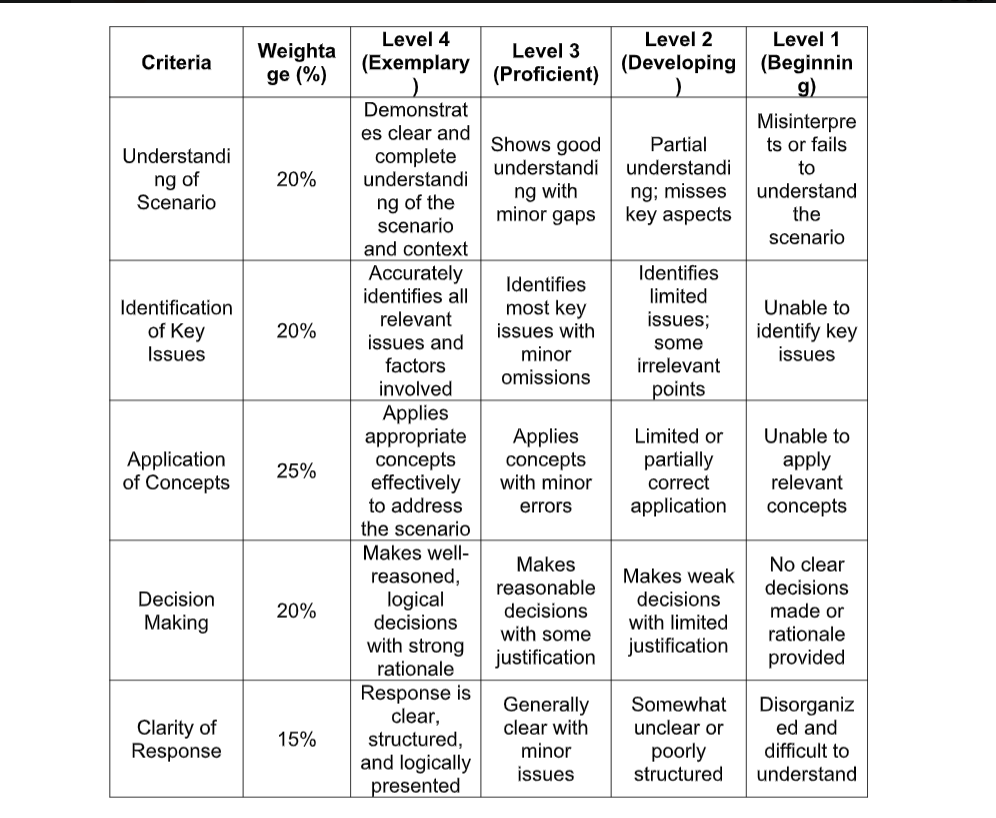 Criteria
Weighta
ge (%)
Level 4
(Exemplary
)
Level 3
(Proficient)
Level 2
(Developing
)
Level 1
(Beginnin
g)
Understandi
ng of
Scenario
20%
Demonstrat
es clear and
complete
understandi
ng of the
scenario
and context
Shows good
understandi
ng with
minor gaps
Partial
understandi
ng; misses
key aspects
Misinterpre
ts or fails
to
understand
the
scenario
Identification
of Key
Issues
20%
Accurately
identifies all
relevant
issues and
factors
involved
Identifies
most key
issues with
minor
omissions
Identifies
limited
issues;
some
irrelevant
points
Unable to
identify key
issues
Application
of Concepts
25%
Applies
appropriate
concepts
effectively
to address
the scenario
Applies
concepts
with minor
errors
Limited or
partially
correct
application
Unable to
apply
relevant
concepts
Decision
Making
20%
Makes well-
reasoned,
logical
decisions
with strong
rationale
Makes
reasonable
decisions
with some
justification
Makes weak
decisions
with limited
justification
No clear
decisions
made or
rationale
provided
Clarity of
Response
15%
Response is
clear,
structured,
and logically
presented
Generally
clear with
minor
issues
Somewhat
unclear or
poorly
structured
Disorganiz
ed and
difficult to
understand